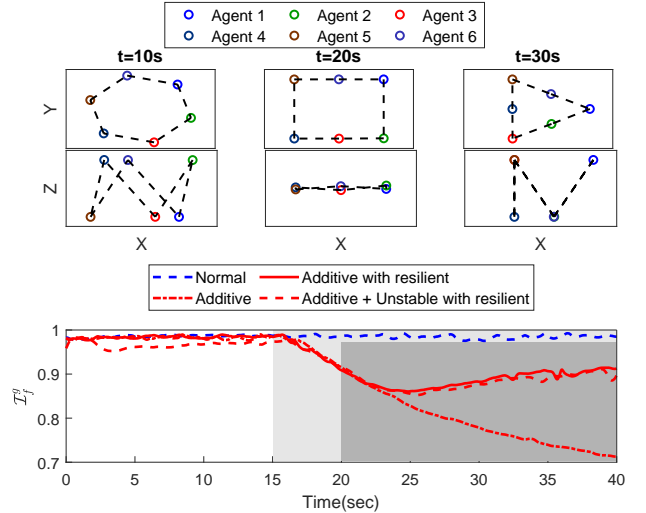 Agent 1 Agent 2 Agent 3
Agent 4 Agent 5 Agent 6
t=10s t=20s t=30s
Y
Z
X X X
Normal Additive with resilient
Additive Additive + Unstable with resilient
1
0.9
0.8
0.7
$\mathcal{I}_f^g$
0 5 10 15 20 25 30 35 40
Time(sec)